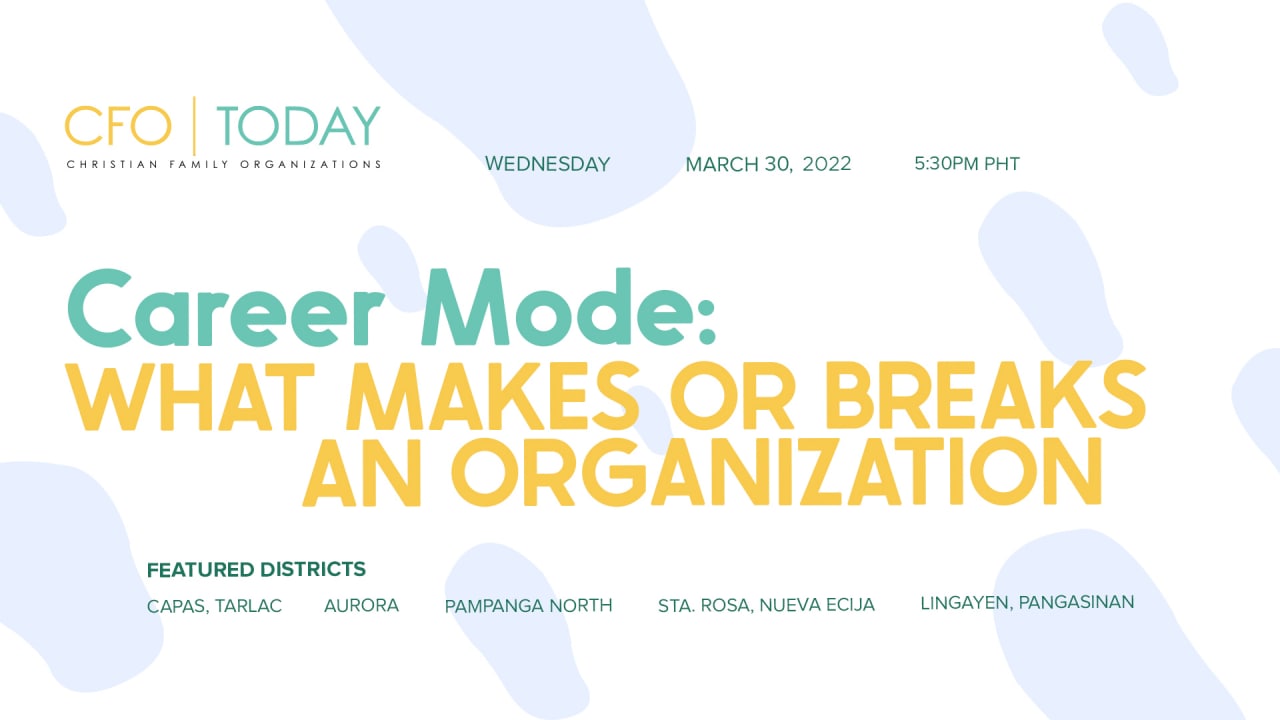 CFO | TODAY
CHRISTIAN FAMILY ORGANIZATIONS
WEDNESDAY MARCH 30, 2022 5:30PM PHT
Career Mode:
WHAT MAKES OR BREAKS
AN ORGANIZATION
FEATURED DISTRICTS
CAPAS, TARLAC AURORA PAMPANGA NORTH STA. ROSA, NUEVA ECIJA LINGAYEN, PANGASINAN